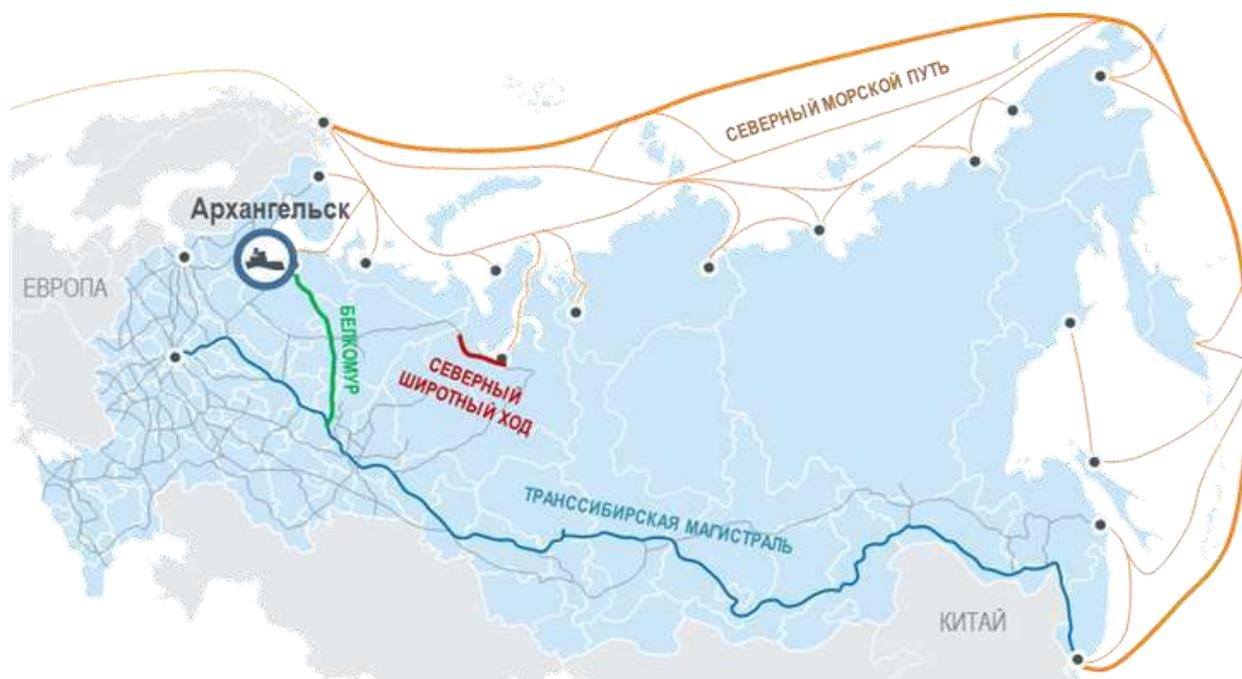 СЕВЕРНЫЙ МОРСКОЙ ПУТЬ
Архангельск
ЕВРОПА
БЕЛКОМУР
СЕВЕРНЫЙ
ШИРОТНЫЙ ХОД
ТРАНССИБИРСКАЯ МАГИСТРАЛЬ
КИТАЙ